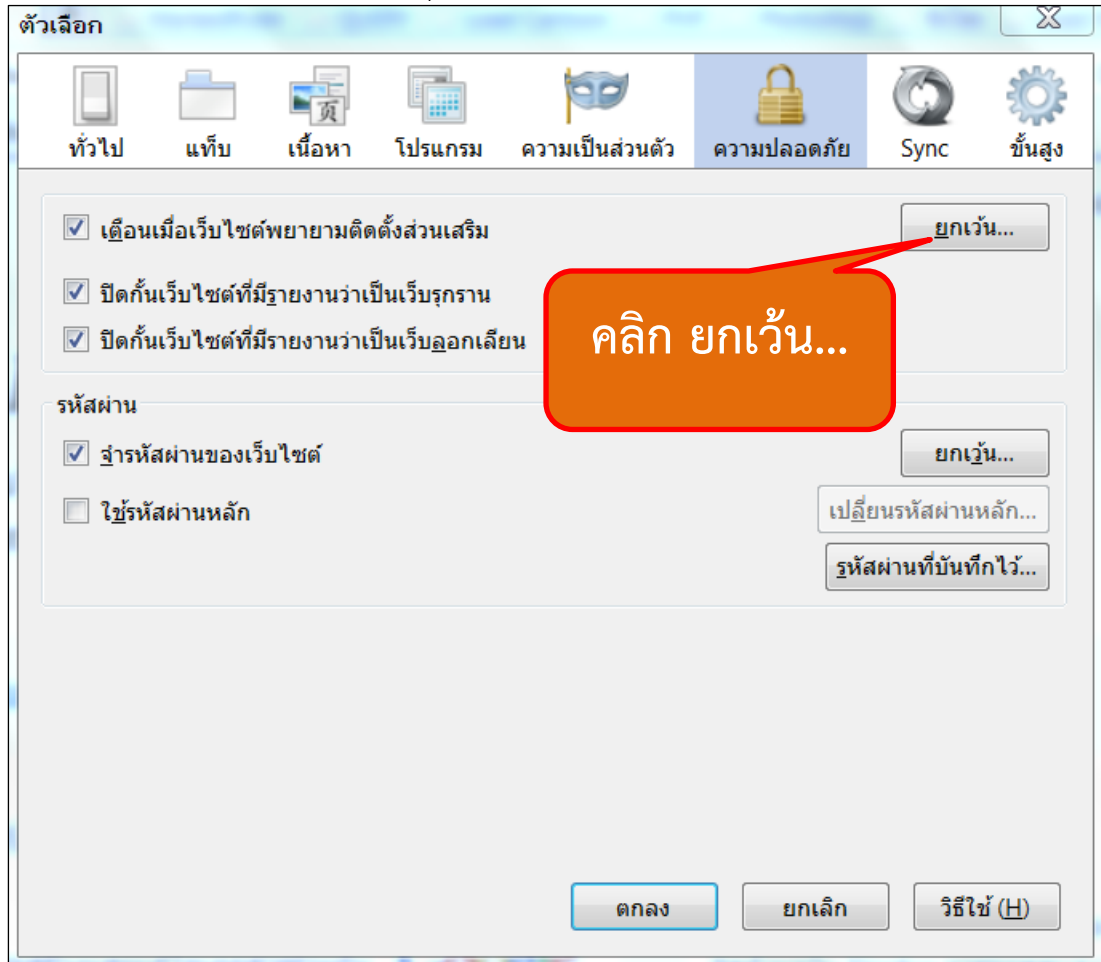 ตัวเลือก
ทั่วไป แท็บ เนื้อหา โปรแกรม ความเป็นส่วนตัว ความปลอดภัย Sync ขั้นสูง
เตือนเมื่อเว็บไซต์พยายามติดตั้งส่วนเสริม ยกเว้น...
ปิดกั้นเว็บไซต์ที่มีรายงานว่าเป็นเว็บรุกราน
ปิดกั้นเว็บไซต์ที่มีรายงานว่าเป็นเว็บลอกเลียน
คลิก ยกเว้น...
รหัสผ่าน
จำรหัสผ่านของเว็บไซต์ ยกเว้น...
ใช้รหัสผ่านหลัก เปลี่ยนรหัสผ่านหลัก...
รหัสผ่านที่บันทึกไว้...
ตกลง ยกเลิก วิธีใช้ (H)
页